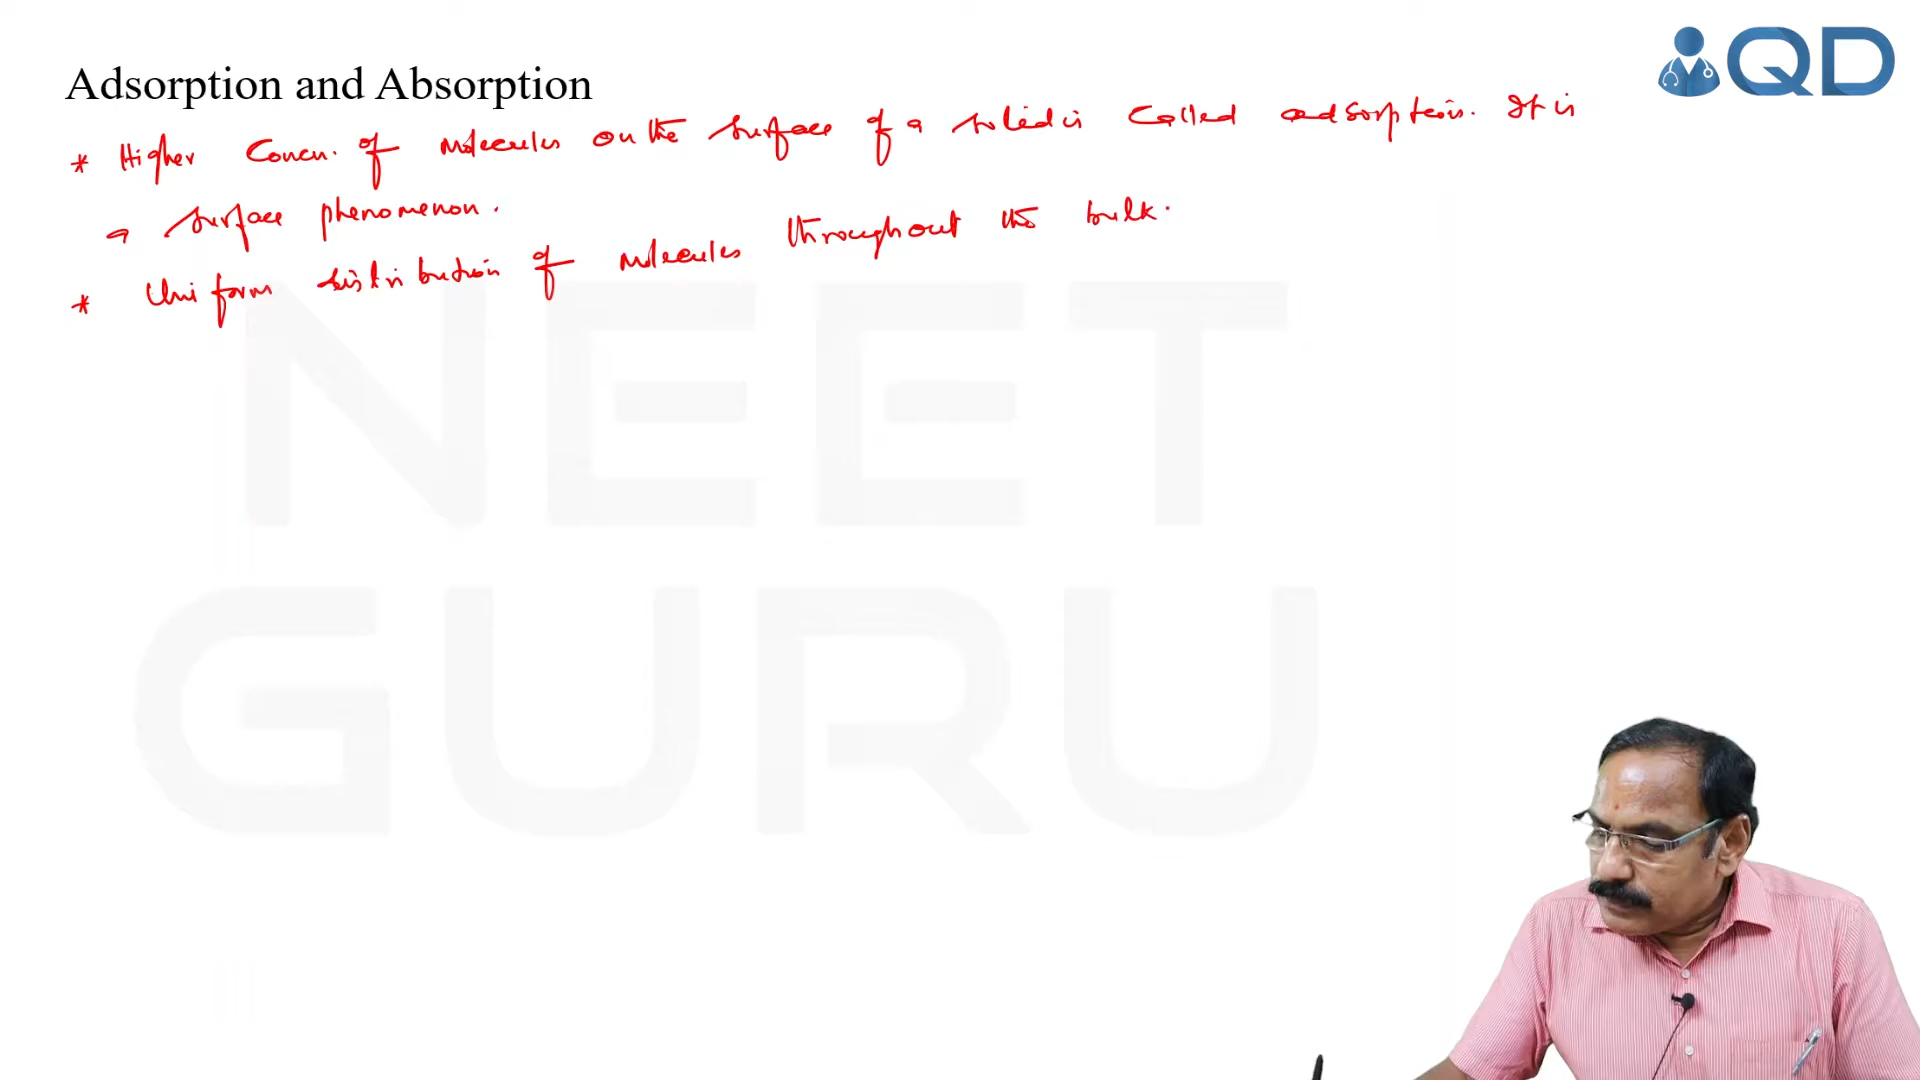 QD
Adsorption and Absorption
* Higher Concn. of molecules on the surface of a solid is called adsorption. It is
a surface phenomenon.
* Uniform distribution of molecules throughout the bulk.
NEET
GURU